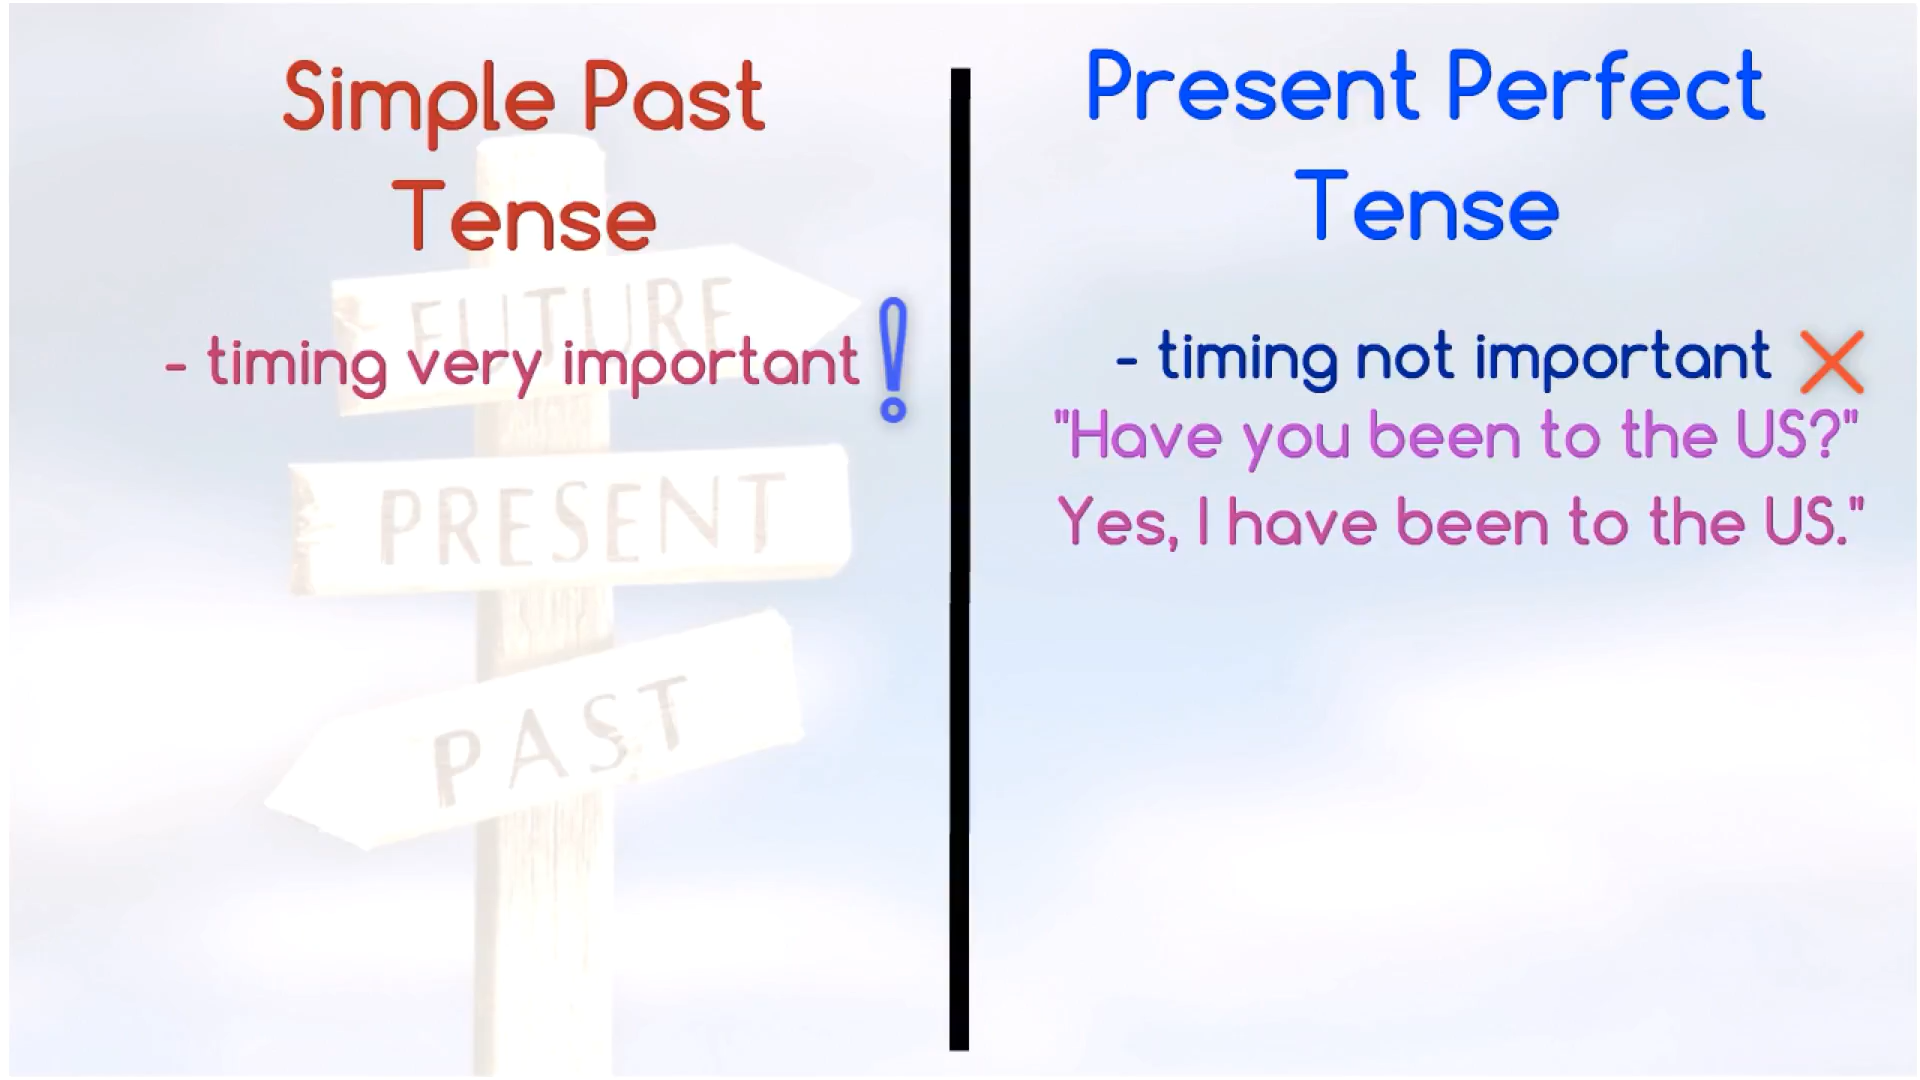 Simple Past
Tense
- timing very important!
FUTURE
PRESENT
PAST
Present Perfect
Tense
- timing not important
"Have you been to the US?"
Yes, I have been to the US."